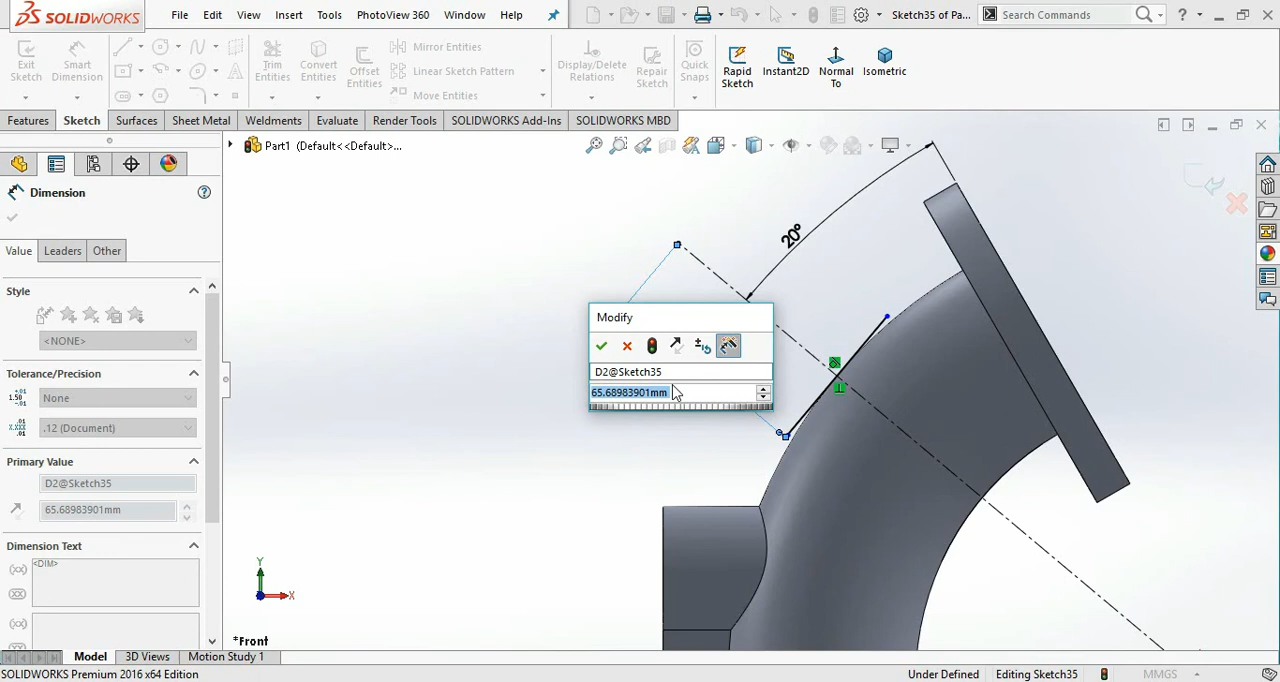 SOLIDWORKS File Edit View Insert Tools PhotoView 360 Window Help Sketch35 of Pa... Search Commands ?
Exit Sketch
Smart Dimension
Trim Entities
Convert Entities
Offset Entities
Mirror Entities
Linear Sketch Pattern
Move Entities
Display/Delete Relations
Repair Sketch
Quick Snaps
Rapid Sketch
Instant2D
Normal To
Isometric
Features Sketch Surfaces Sheet Metal Weldments Evaluate Render Tools SOLIDWORKS Add-Ins SOLIDWORKS MBD
Part1 (Default<<Default>...
Dimension
Value Leaders Other
Style
<NONE>
Tolerance/Precision
None
.12 (Document)
Primary Value
D2@Sketch35
65.68983901mm
Dimension Text
<DIM>
20°
Modify
D2@Sketch35
65.68983901mm
Y
X
*Front
Model 3D Views Motion Study 1
SOLIDWORKS Premium 2016 x64 Edition Under Defined Editing Sketch35 MMGS